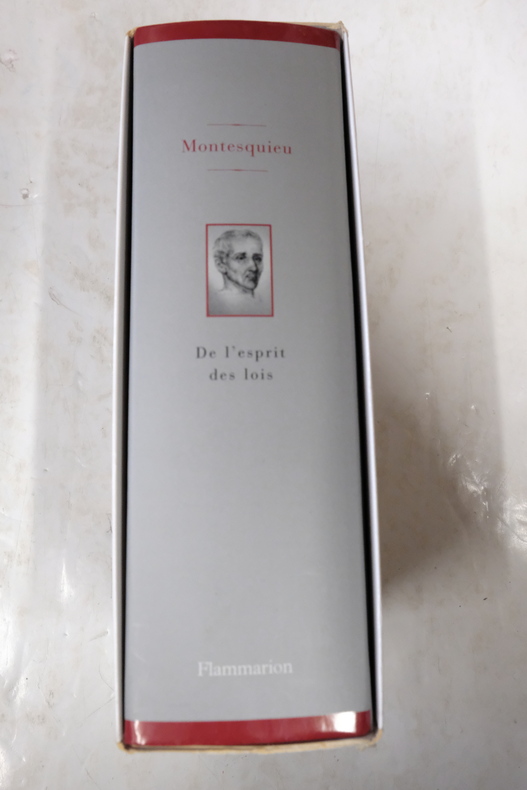 Montesquieu
De l'esprit
des lois
Flammarion